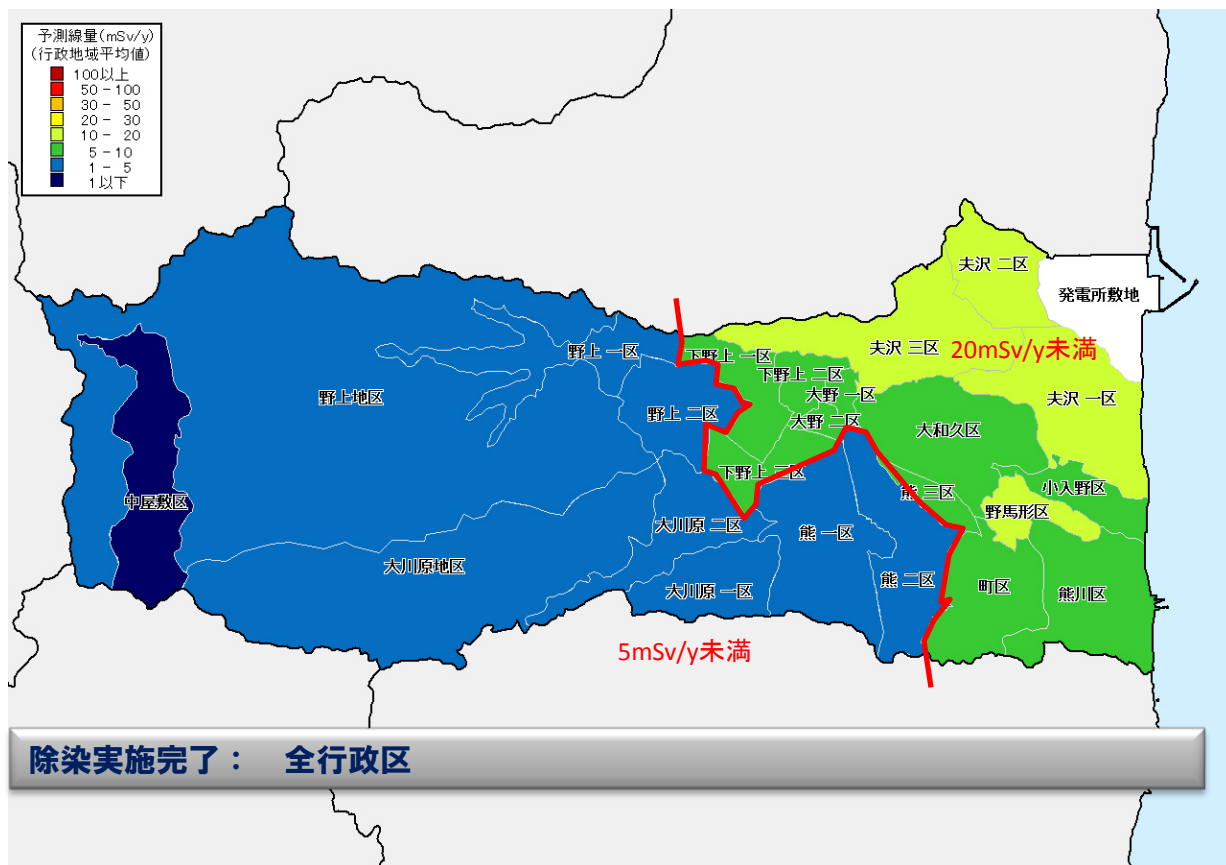 予測線量(mSv/y)
(行政地域平均値)
100以上
50-100
30- 50
20- 30
10- 20
5-10
1- 5
1以下
夫沢 二区
発電所敷地
夫沢 三区
20mSv/y未満
野上 一区
下野上 一区
下野上 二区
大野 一区
夫沢 一区
野上地区
野上 二区
大野 二区
大和久区
下野上 三区
熊 三区
小入野区
中屋敷区
野馬形区
大川原 二区
熊 一区
大川原地区
熊 二区
大川原 一区
町区
熊川区
5mSv/y未満
除染実施完了： 全行政区